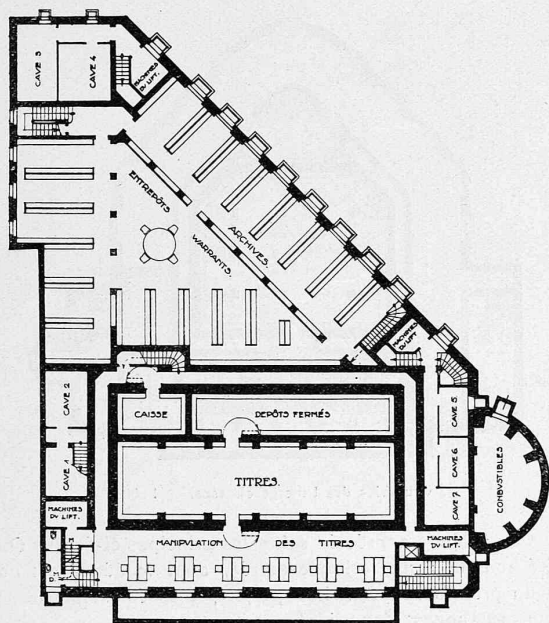 CAVE 3
CAVE 4
MACHINES
DU LIFT.
ENTREPÔTS
WARRANTS.
ARCHIVES.
MACHINES
DU LIFT
CAVE 2
CAISSE
DEPÔTS FERMÉS
CAVE 5
CAVE 1
TITRES.
CAVE 6
COMBUSTIBLES
CAVE 7
MACHINES
DU LIFT.
MANIPULATION DES TITRES
MACHINES
DU LIFT.